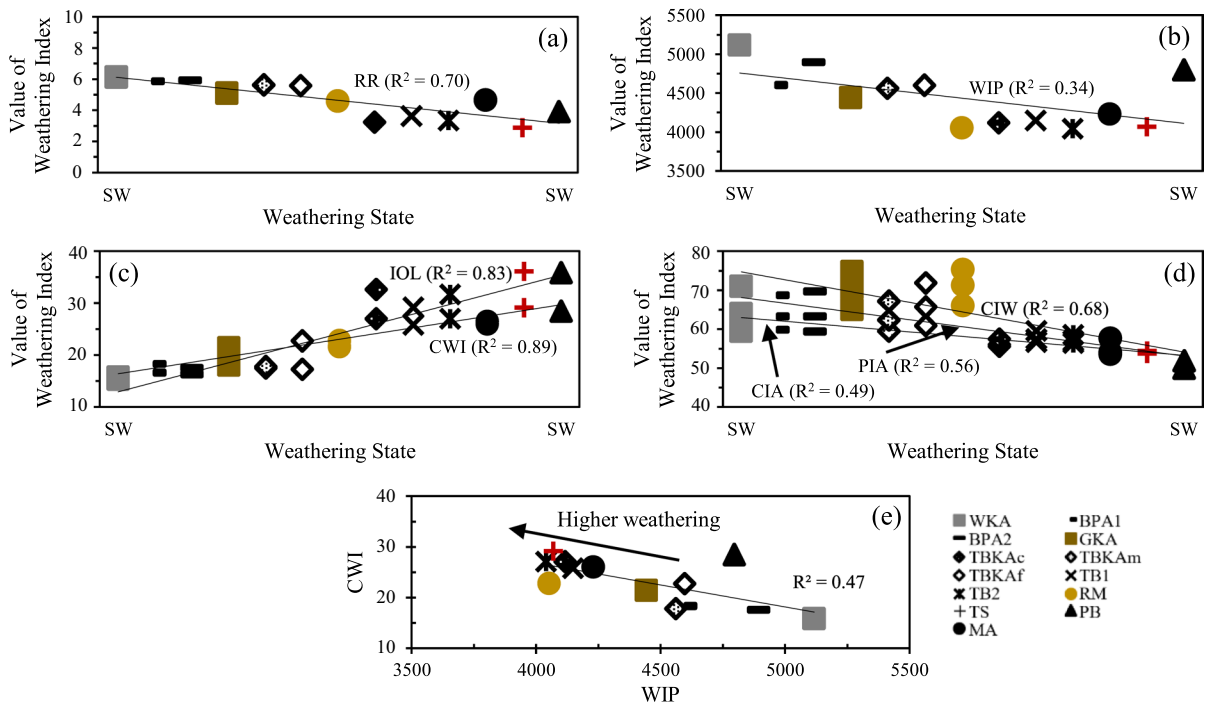 (a)
Value of
Weathering Index
10
8
6
4
2
0
RR (R² = 0.70)
SW
SW
Weathering State
(b)
Value of
Weathering Index
5500
5000
4500
4000
3500
WIP (R² = 0.34)
SW
SW
Weathering State
(c)
Value of
Weathering Index
40
30
20
10
IOL (R² = 0.83)
CWI (R² = 0.89)
SW
SW
Weathering State
(d)
Value of
Weathering Index
80
70
60
50
40
CIW (R² = 0.68)
PIA (R² = 0.56)
CIA (R² = 0.49)
SW
SW
Weathering State
(e)
CWI
40
30
20
10
Higher weathering
R² = 0.47
3500
4000
4500
5000
5500
WIP
WKA
BPA1
BPA2
GKA
TBKAc
TBKAm
TBKAf
TB1
TB2
RM
TS
PB
MA